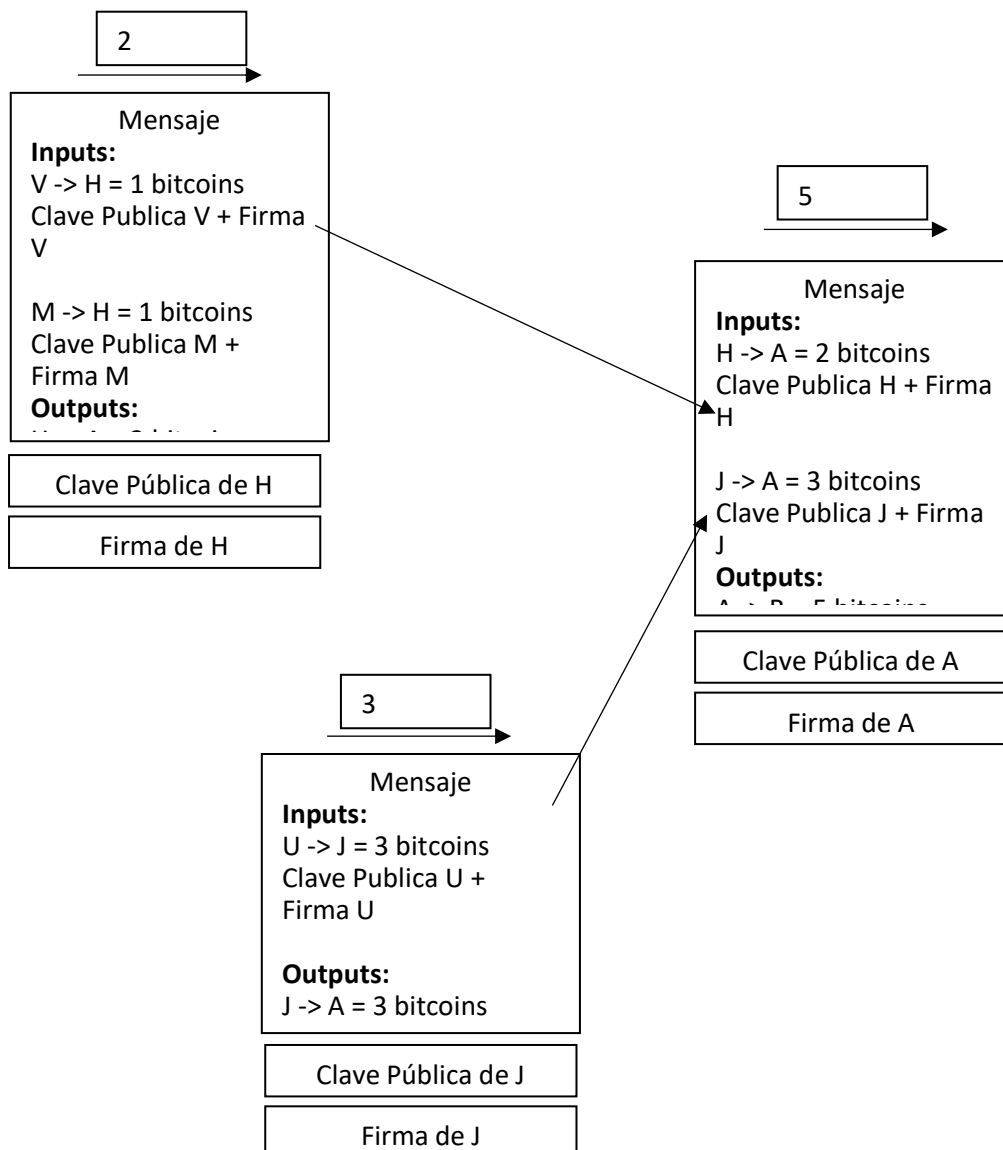 2
Mensaje
Inputs:
V -> H = 1 bitcoins
Clave Publica V + Firma
V
M -> H = 1 bitcoins
Clave Publica M +
Firma M
Outputs:
Clave Pública de H
Firma de H
5
Mensaje
Inputs:
H -> A = 2 bitcoins
Clave Publica H + Firma
H
J -> A = 3 bitcoins
Clave Publica J + Firma
J
Outputs:
Clave Pública de A
Firma de A
3
Mensaje
Inputs:
U -> J = 3 bitcoins
Clave Publica U +
Firma U
Outputs:
J -> A = 3 bitcoins
Clave Pública de J
Firma de J